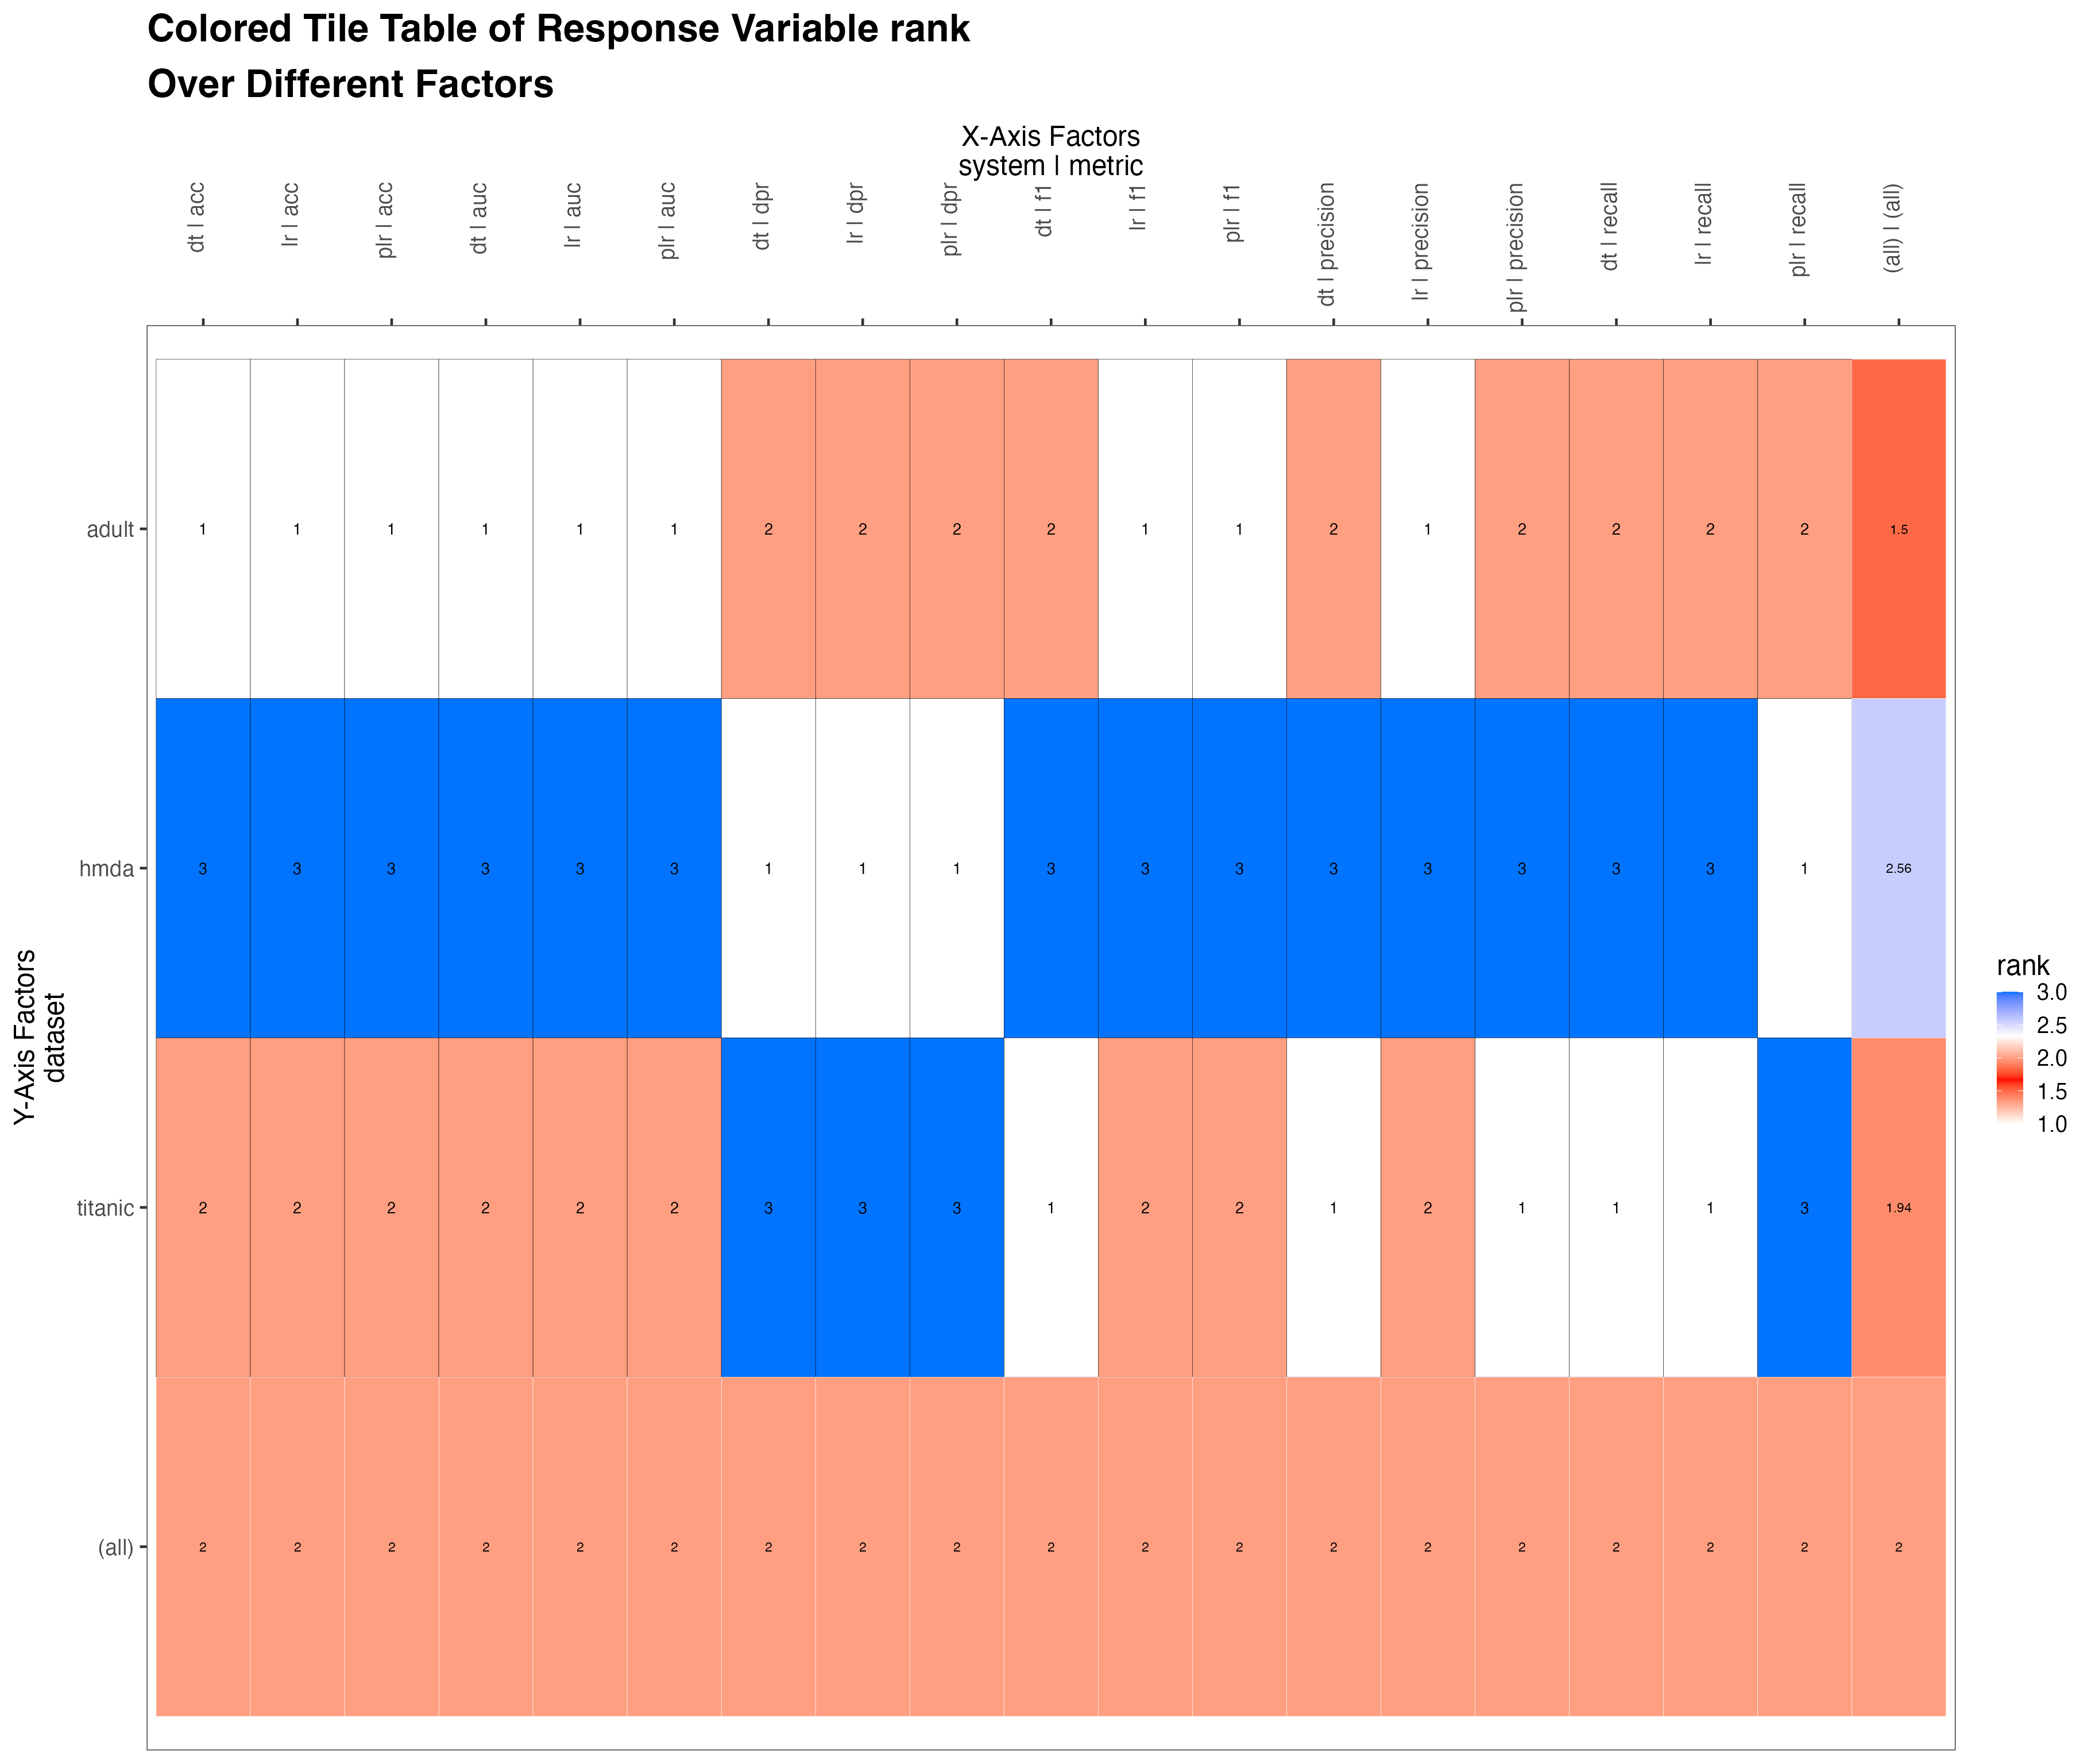 Colored Tile Table of Response Variable rank
Over Different Factors
X-Axis Factors
system | metric
dt | acc
lr | acc
plr | acc
dt | auc
lr | auc
plr | auc
dt | dpr
lr | dpr
plr | dpr
dt | f1
lr | f1
plr | f1
dt | precision
lr | precision
plr | precision
dt | recall
lr | recall
plr | recall
(all) | (all)
adult 1 1 1 1 1 1 2 2 2 2 1 1 2 1 2 2 2 2 1.5
hmda 3 3 3 3 3 3 1 1 1 3 3 3 3 3 3 3 3 1 2.56
titanic 2 2 2 2 2 2 3 3 3 1 2 2 1 2 1 1 1 3 1.94
(all) 2 2 2 2 2 2 2 2 2 2 2 2 2 2 2 2 2 2 2
Y-Axis Factors
dataset
rank
3.0
2.5
2.0
1.5
1.0